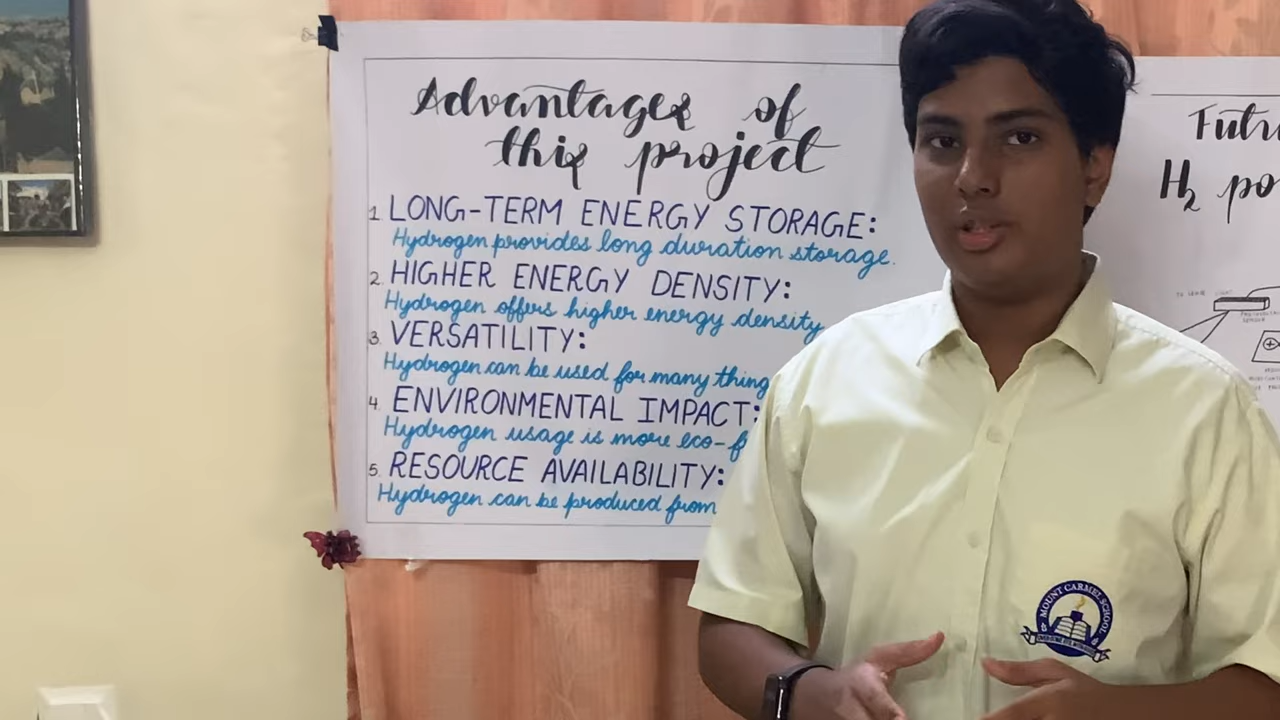 Advantages of
this project
1. LONG-TERM ENERGY STORAGE:
Hydrogen provides long duration storage.
2. HIGHER ENERGY DENSITY:
Hydrogen offers higher energy density
3. VERSATILITY:
Hydrogen can be used for many thing
4. ENVIRONMENTAL IMPACT:
Hydrogen usage is more eco-f
5. RESOURCE AVAILABILITY:
Hydrogen can be produced from
Futu
H₂ po
MOUNT CARMEL SCHOOL